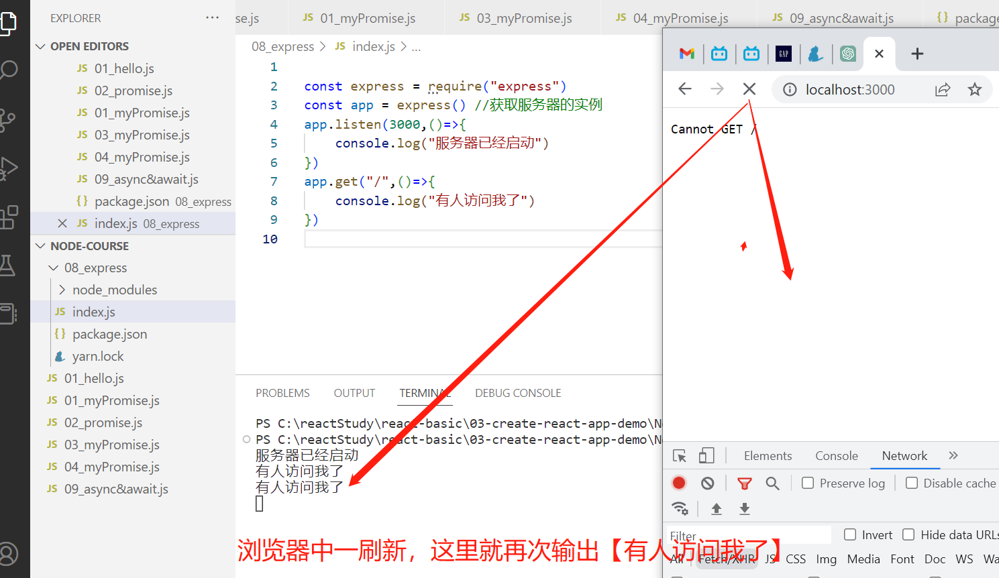 EXPLORER
OPEN EDITORS
JS 01_hello.js
JS 02_promise.js
JS 01_myPromise.js
JS 03_myPromise.js
JS 04_myPromise.js
JS 09_async&await.js
{} package.json 08_express
JS index.js 08_express
NODE-COURSE
08_express
node_modules
JS index.js
{} package.json
yarn.lock
JS 01_hello.js
JS 01_myPromise.js
JS 02_promise.js
JS 03_myPromise.js
JS 04_myPromise.js
JS 09_async&await.js
se.js JS 01_myPromise.js JS 03_myPromise.js JS 04_myPromise.js JS 09_async&await.js {} package
08_express > JS index.js > ...
1
2 const express = require("express")
3 const app = express() //获取服务器的实例
4 app.listen(3000,()=>{
5 console.log("服务器已经启动")
6 })
7 app.get("/",()=>{
8 console.log("有人访问我了")
9 })
10
PROBLEMS OUTPUT TERMINAL DEBUG CONSOLE
PS C:\reactStudy\react-basic\03-create-react-app-demo\N
PS C:\reactStudy\react-basic\03-create-react-app-demo\N
服务器已经启动
有人访问我了
有人访问我了
浏览器中一刷新，这里就再次输出【有人访问我了】
GAP
localhost:3000
Cannot GET /
Elements Console Network »
Preserve log Disable cache
Filter Invert Hide data URLs
All Fetch/XHR JS CSS Img Media Font Doc WS Wa